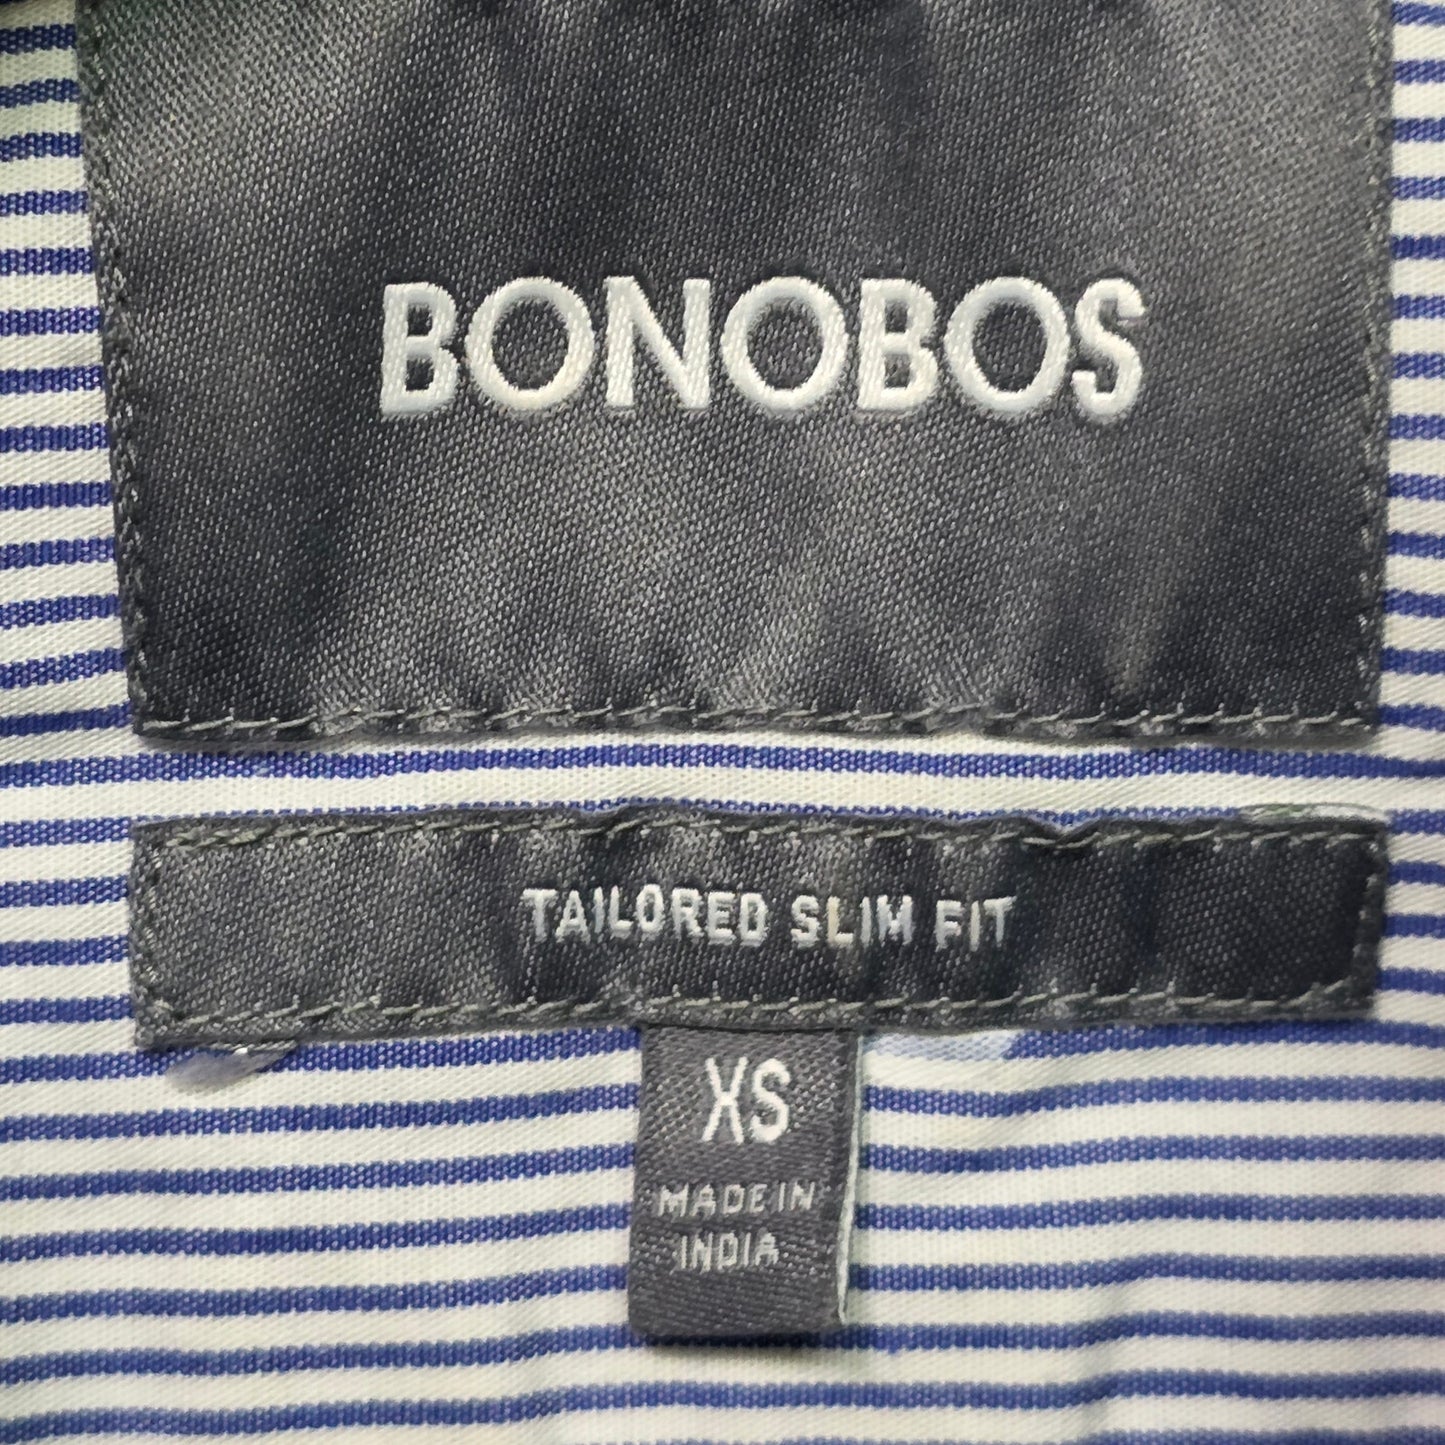 BONOBOS
TAILORED SLIM FIT
XS
MADE IN
INDIA